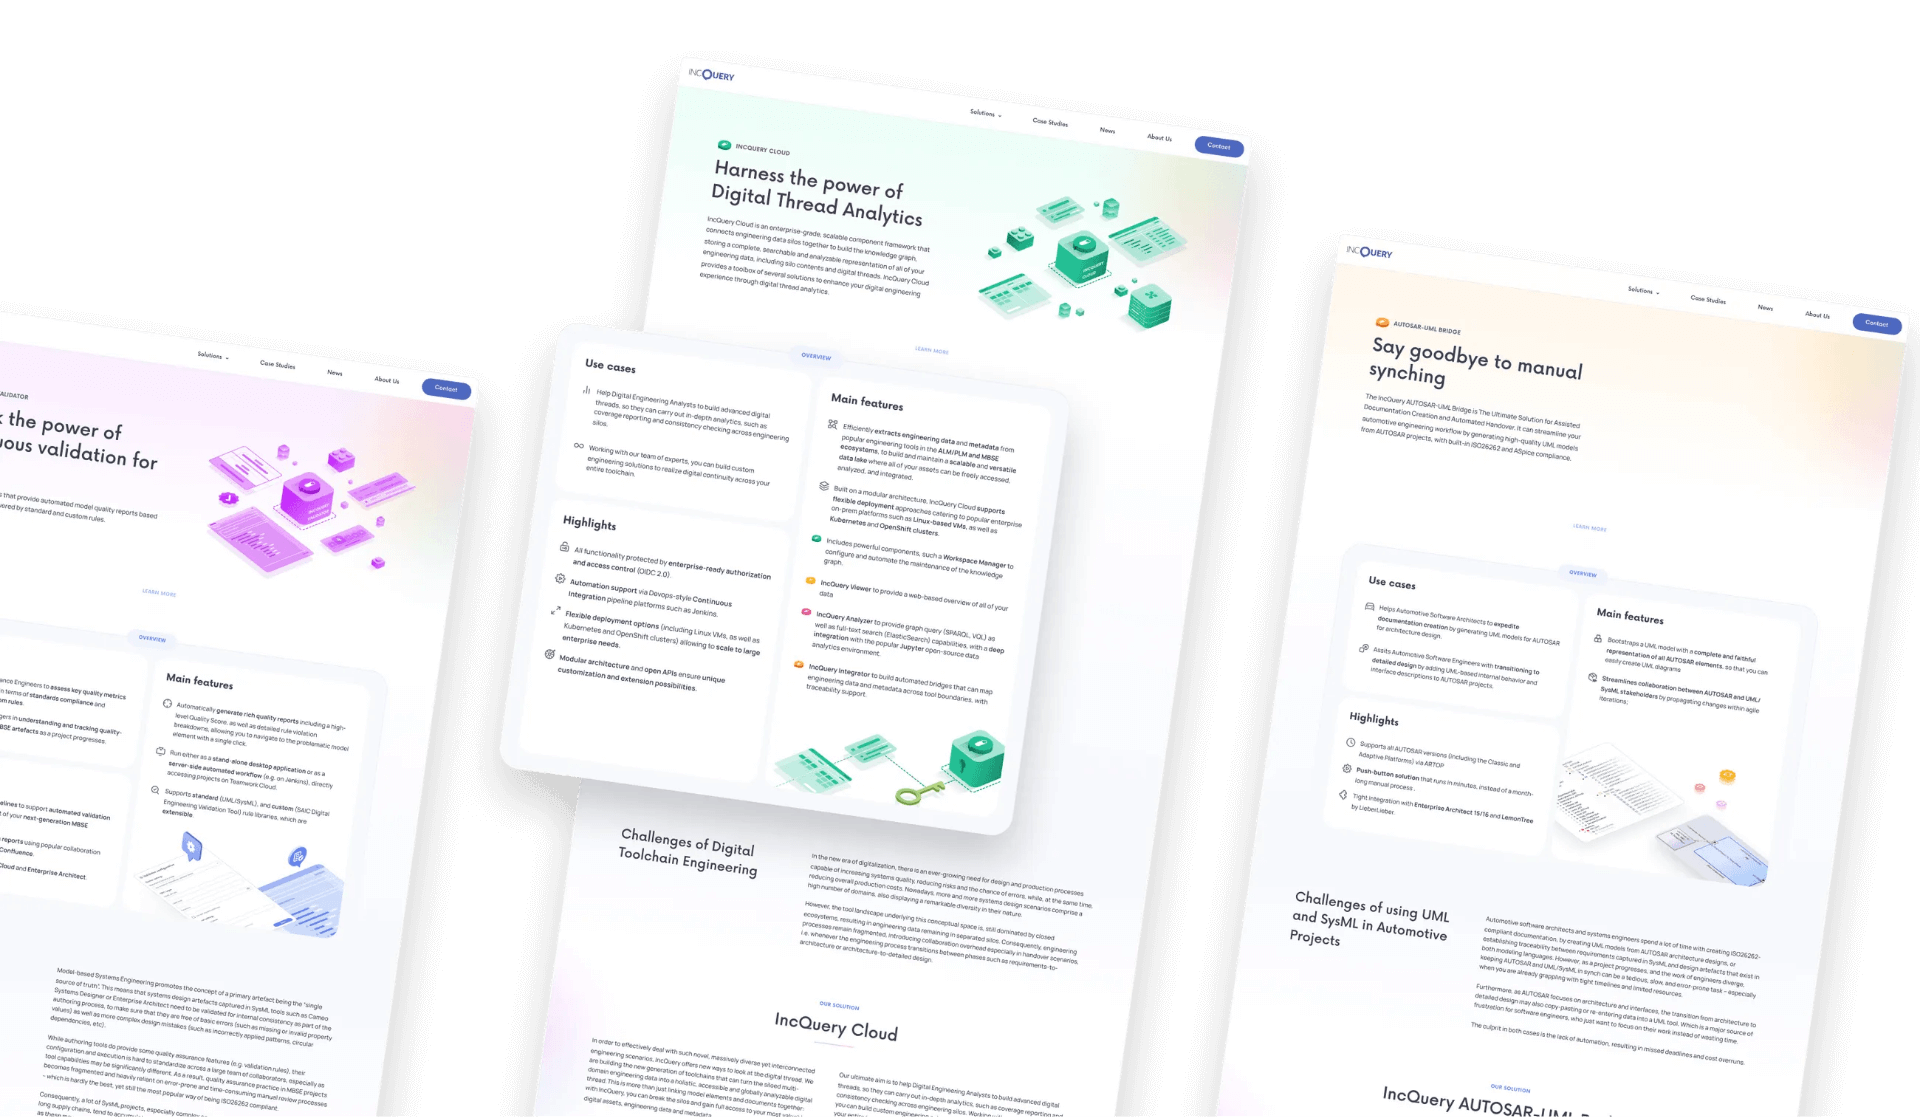 INCQUERY
Solutions
Case Studies
News
About Us
Contact
INCQUERY CLOUD
Harness the power of
Digital Thread Analytics
IncQuery Cloud is an enterprise-grade, scalable component framework that
connects engineering data silos together to build the knowledge graph,
storing a complete, searchable and analyzable representation of all of your
engineering data, including silo contents and digital threads. IncQuery Cloud
provides a toolbox of several solutions to enhance your digital engineering
experience through digital thread analytics.
INCQUERY
CLOUD
LEARN MORE
OVERVIEW
Use cases
Help Digital Engineering Analysts to build advanced digital
threads, so they can carry out in-depth analytics, such as
coverage reporting and consistency checking across engineering
silos.
Working with our team of experts, you can build custom
engineering solutions to realize digital continuity across your
entire toolchain.
Highlights
All functionality protected by enterprise-ready authorization
and access control (OIDC 2.0).
Automation support via Devops-style Continuous
Integration pipeline platforms such as Jenkins.
Flexible deployment options (including Linux VMs, as well as
Kubernetes and OpenShift clusters) allowing to scale to large
enterprise needs.
Modular architecture and open APIs ensure unique
customization and extension possibilities.
Main features
Efficiently extracts engineering data and metadata from
popular engineering tools in the ALM/PLM and MBSE
ecosystems, to build and maintain a scalable and versatile
data lake where all of your assets can be freely accessed,
analyzed, and integrated.
Built on a modular architecture, IncQuery Cloud supports
flexible deployment approaches catering to popular enterprise
on-prem platforms such as Linux-based VMs, as well as
Kubernetes and OpenShift clusters.
Includes powerful components, such a Workspace Manager to
configure and automate the maintenance of the knowledge
graph.
IncQuery Viewer to provide a web-based overview of all of your
data
IncQuery Analyzer to provide graph query (SPARQL, VQL) as
well as full-text search (ElasticSearch) capabilities, with a deep
integration with the popular Jupyter open-source data
analytics environment.
IncQuery Integrator to build automated bridges that can map
engineering data and metadata across tool boundaries, with
traceability support.
Challenges of Digital
Toolchain Engineering
In the new era of digitalization, there is an ever-growing need for design and production processes
capable of increasing systems quality, reducing risks and the chance of errors, while, at the same time,
reducing overall production costs. Nowadays, more and more systems design scenarios comprise a
high number of domains, also displaying a remarkable diversity in their nature.
However, the tool landscape underlying this conceptual space, is still dominated by closed
ecosystems, resulting in engineering data remaining in separated silos. Consequently, engineering
processes remain fragmented, introducing collaboration overhead especially in handover scenarios,
i.e. whenever the engineering process transitions between phases such as requirements-to-
architecture or architecture-to-detailed design.
OUR SOLUTION
IncQuery Cloud
In order to effectively deal with such novel, massively diverse yet interconnected
engineering scenarios, IncQuery offers new ways to look at the digital thread. We
are building the new generation of toolchains that can turn the siloed multi-
domain engineering data into a holistic, accessible and globally analyzable digital
thread. This is more than just linking model elements and documents together:
with IncQuery, you can break the silos and gain full access to your most
digital assets, engineering data and metadata.
Our ultimate aim is to help Digital Engineering Analysts to build advanced digital
threads, so they can carry out in-depth analytics, such as coverage reporting and
consistency checking across engineering silos.
you can build custom
Solutions
Case Studies
News
About Us
Contact
ALIDATOR
the power of
uous validation for
s that provide automated model quality reports based
vered by standard and custom rules.
LEARN MORE
OVERVIEW
ance Engineers to assess key quality metrics
n terms of standards compliance and
om rules.
gers in understanding and tracking quality-
BSE artefacts as a project progresses.
elines to support automated validation
t of your next-generation MBSE
reports using popular collaboration
Confluence.
Cloud and Enterprise Architect
Main features
Automatically generate rich quality reports including a high-
level Quality Score, as well as detailed rule violation
breakdowns, allowing you to navigate to the problematic model
element with a single click.
Run either as a stand-alone desktop application or as a
server-side automated workflow (e.g. on Jenkins), directly
accessing projects on Teamwork Cloud.
Supports standard (UML/SysML), and custom (SAIC Digital
Engineering Validation Tool) rule libraries, which are
extensible
Model-based Systems Engineering promotes the concept of a primary artefact being the "single
source of truth". This means that systems design artefacts captured in SysML tools such as Cameo
Systems Designer or Enterprise Architect need to be validated for internal consistency as part of the
authoring process, to make sure that they are free of basic errors (such as missing or invalid property
values) as well as more complex design mistakes (such as incorrectly applied patterns, circular
dependencies, etc).
While authoring tools do provide some quality assurance features (e.g. validation rules), their
configuration and execution is hard to standardize across a large team of collaborators, especially as
tool capabilities may be significantly different. As a result, quality assurance practice in MBSE projects
becomes fragmented and heavily reliant on error-prone and time-consuming manual review processes
- which is hardly the best, yet still the most popular way of being ISO26262 compliant.
Consequently, a lot of SysML projects, especially
long supply chains, tend to
INCQUERY
Solutions
Case Studies
News
About Us
Contact
AUTOSAR-UML BRIDGE
Say goodbye to manual
synching
The IncQuery AUTOSAR-UML Bridge is The Ultimate Solution for Assisted
Documentation Creation and Automated Handover. It can streamline your
automotive engineering workflow by generating high-quality UML models
from AUTOSAR projects, with built-in ISO26262 and ASpice compliance.
LEARN MORE
OVERVIEW
Use cases
Helps Automotive Software Architects to expedite
documentation creation by generating UML models for AUTOSAR
for architecture design.
Assits Automotive Software Engineers with transitioning to
detailed design by adding UML-based internal behavior and
interface descriptions to AUTOSAR projects.
Highlights
Supports all AUTOSAR versions (including the Classic and
Adaptive Platforms) via ARTOP
Push-button solution that runs in minutes, instead of a month-
long manual process .
Tight Integration with Enterprise Architect 15/16 and LemonTree
by LieberLieber.
Main features
Bootstraps a UML model with a complete and faithful
representation of all AUTOSAR elements, so that you can
easily create UML diagrams
Streamlines collaboration between AUTOSAR and UML/
SysML stakeholders by propagating changes within agile
iterations;
Challenges of using UML
and SysML in Automotive
Projects
Automotive software architects and systems engineers spend a lot of time with creating ISO26262-
compliant documentation, by creating UML models from AUTOSAR architecture designs, or
establishing traceability between requirements captured in SysML and design artefacts that exist in
both modeling languages. However, as a project progresses, and the work of engineers diverge,
keeping AUTOSAR and UML/SysML in synch can be a tedious, slow, and error-prone task - especially
when you are already grappling with tight timelines and limited resources.
Furthermore, as AUTOSAR focuses on architecture and interfaces, the transition from architecture to
detailed design may also copy-pasting or re-entering data into a UML tool. Which is a major source of
frustration for software engineers, who just want to focus on their work instead of wasting time.
The culprit in both cases is the lack of automation, resulting in missed deadlines and cost overruns.
OUR SOLUTION
IncQuery AUTOSAR-UML